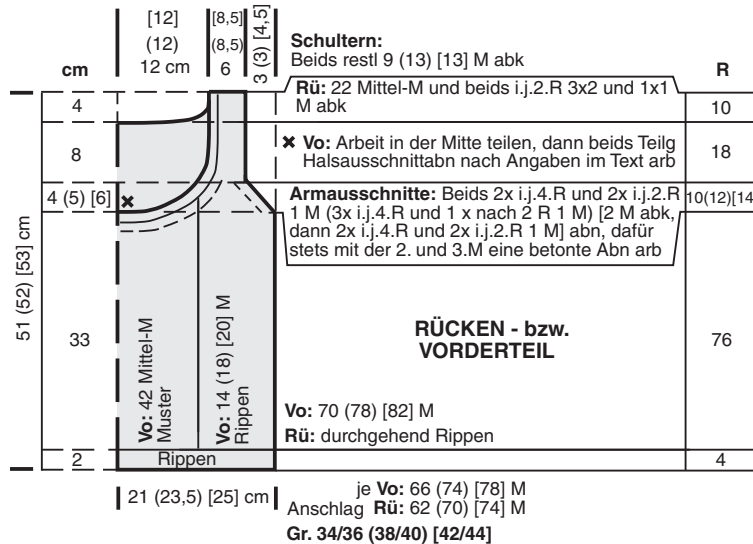 [12] [8,5] 3 (3) [4,5]
(12) (8,5)
12 cm 6
Schultern:
Beids restl 9 (13) [13] M abk
cm R
Rü: 22 Mittel-M und beids i.j.2.R 3x2 und 1x1
M abk
4 10
Vo: Arbeit in der Mitte teilen, dann beids Teilg
Halsausschnittabn nach Angaben im Text arb
8 18
Armausschnitte: Beids 2x i.j.4.R und 2x i.j.2.R
1 M (3x i.j.4.R und 1 x nach 2 R 1 M) [2 M abk,
dann 2x i.j.4.R und 2x i.j.2.R 1 M] abn, dafür
stets mit der 2. und 3.M eine betonte Abn arb
4 (5) [6] 10(12)[14
51 (52) [53] cm
33 76
RÜCKEN - bzw.
VORDERTEIL
Vo: 42 Mittel-M
Muster
Vo: 14 (18) [20] M
Rippen
Vo: 70 (78) [82] M
Rü: durchgehend Rippen
2 Rippen 4
21 (23,5) [25] cm
je Vo: 66 (74) [78] M
Anschlag Rü: 62 (70) [74] M
Gr. 34/36 (38/40) [42/44]